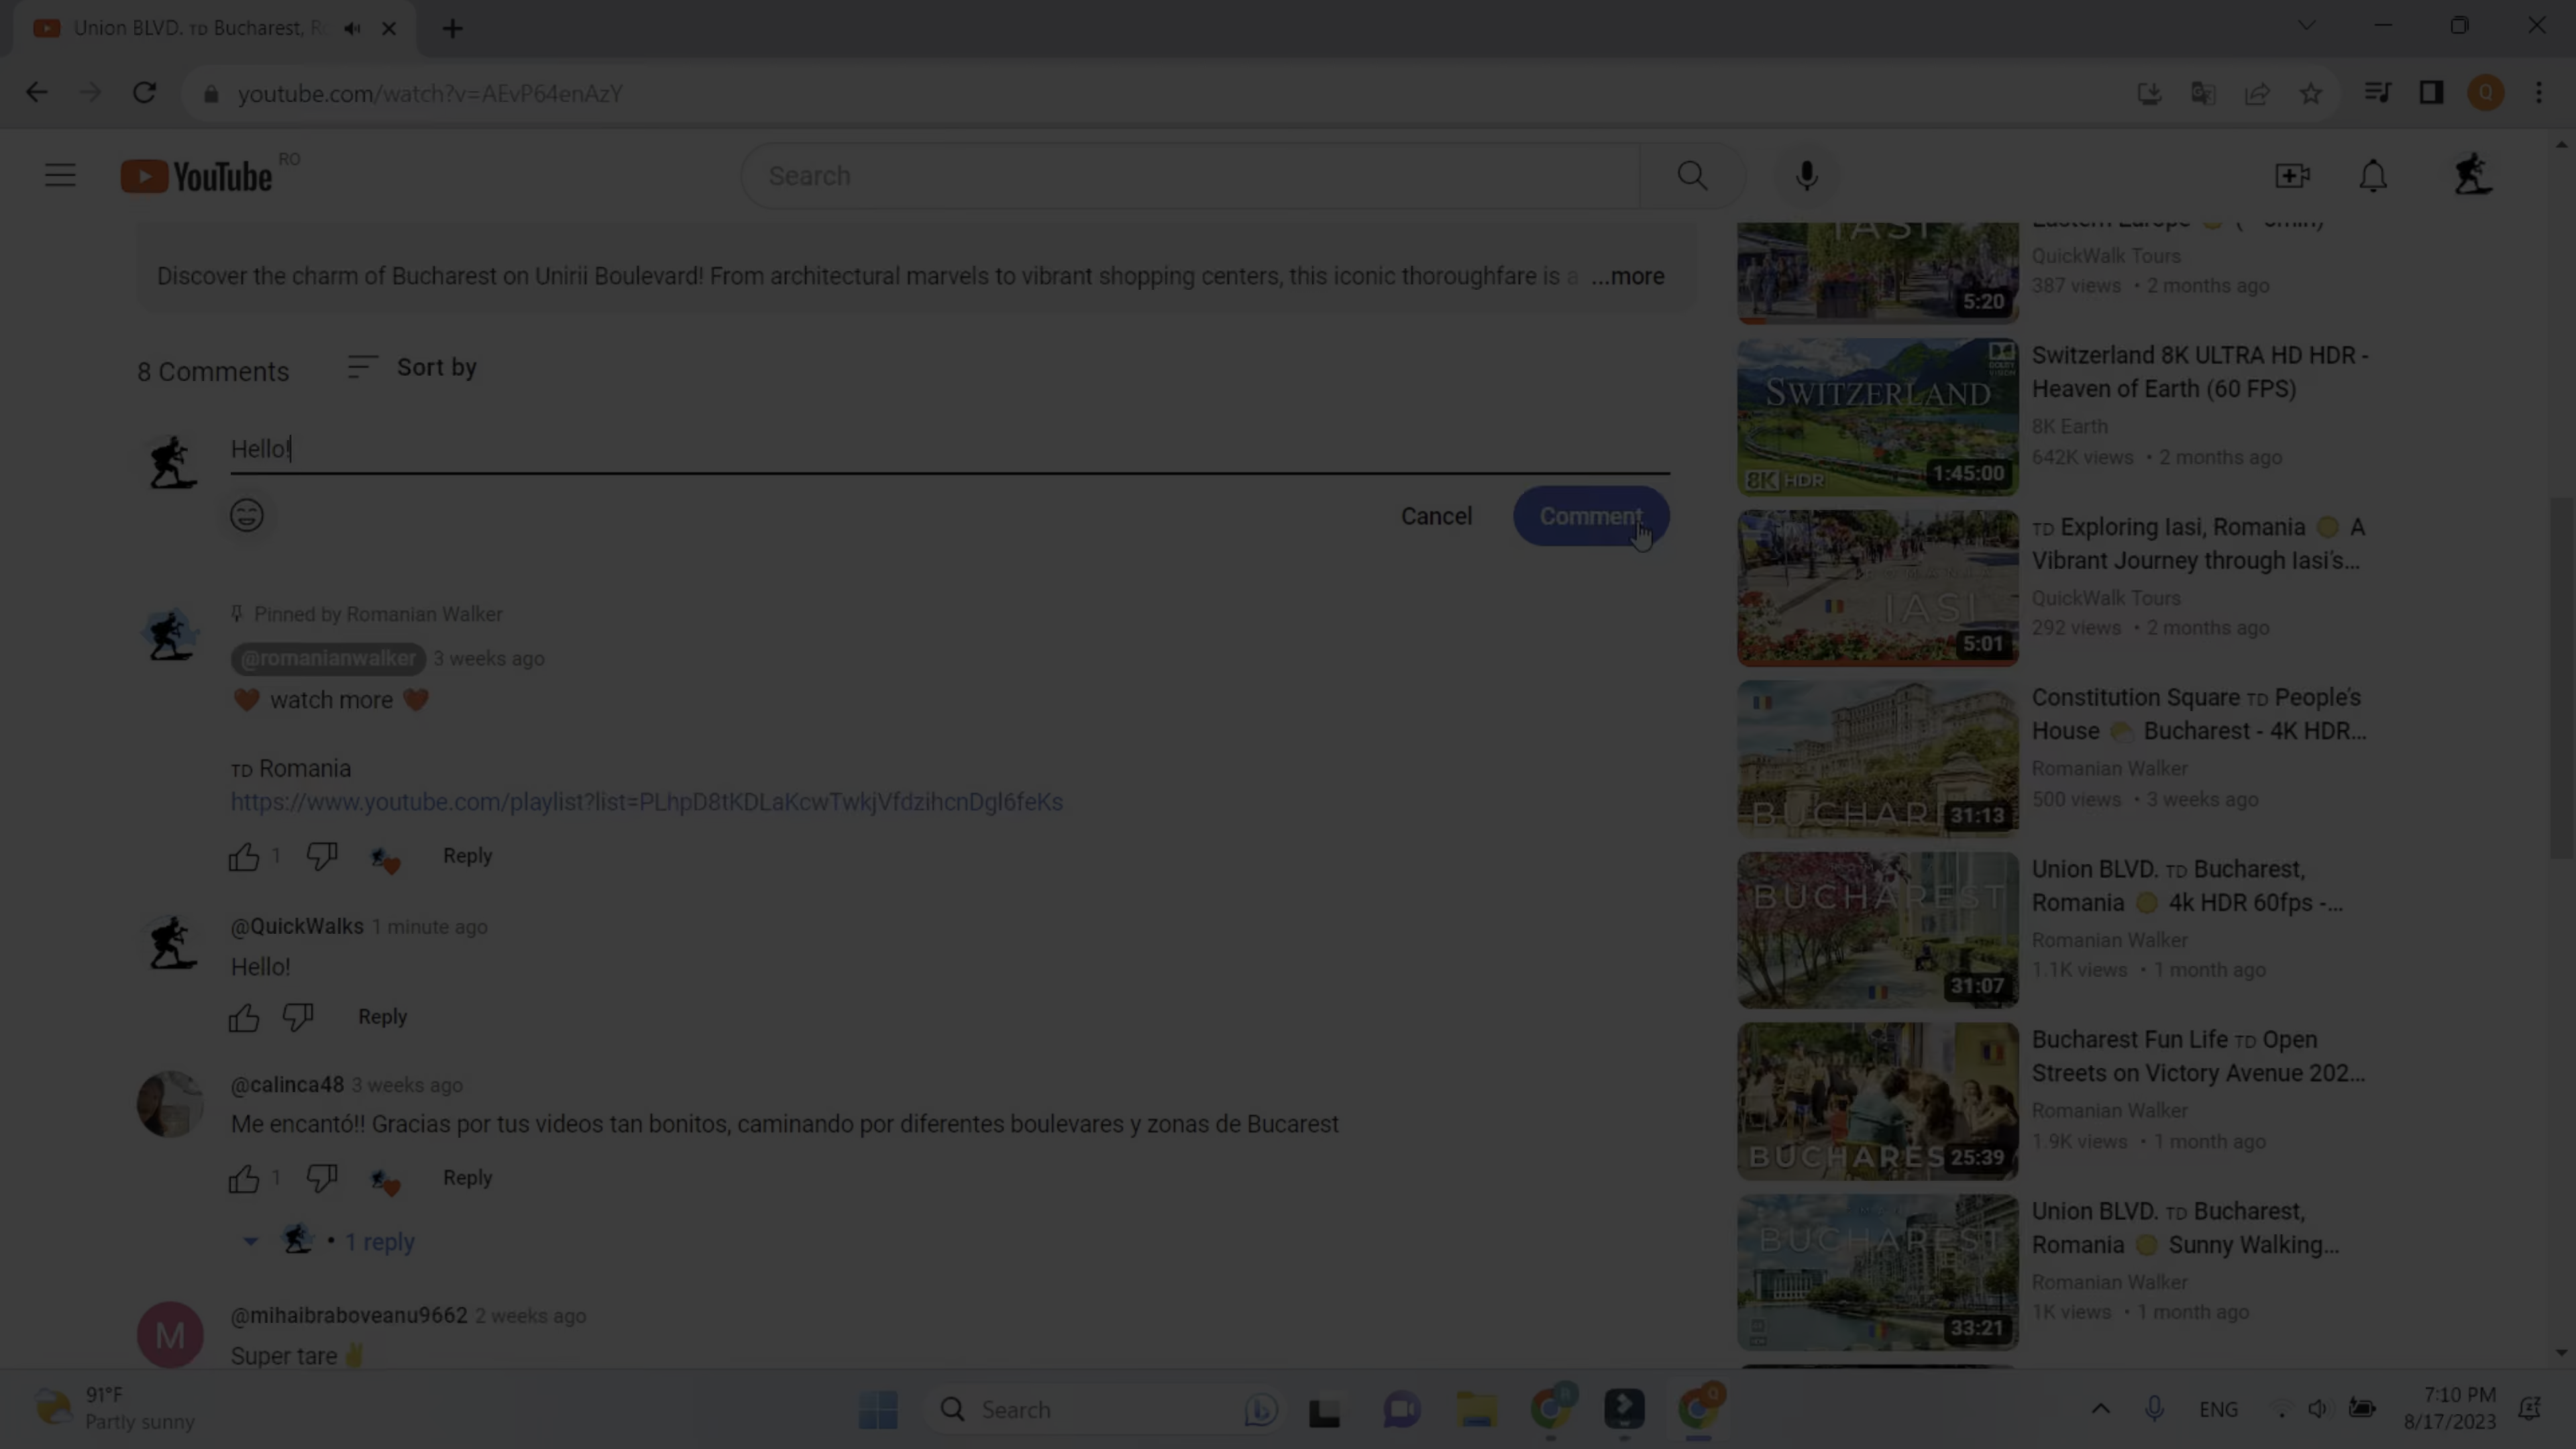 Union BLVD. TD Bucharest, R
youtube.com/watch?v=AEvP64enAzY
Q
YouTube RO
Search
Discover the charm of Bucharest on Unirii Boulevard! From architectural marvels to vibrant shopping centers, this iconic thoroughfare is a ...more
8 Comments
Sort by
Hello!
Cancel
Comment
Pinned by Romanian Walker
@romanianwalker 3 weeks ago
🧡 watch more 🧡
TD Romania
https://www.youtube.com/playlist?list=PLhpD8tKDLaKcwTwkjVfdzihcnDgl6feKs
1
Reply
@QuickWalks 1 minute ago
Hello!
Reply
@calinca48 3 weeks ago
Me encantó!! Gracias por tus videos tan bonitos, caminando por diferentes boulevares y zonas de Bucarest
1
Reply
• 1 reply
M
@mihaibraboveanu9662 2 weeks ago
Super tare ✌
IASI
5:20
QuickWalk Tours
387 views • 2 months ago
SWITZERLAND
8K HDR
1:45:00
Switzerland 8K ULTRA HD HDR -
Heaven of Earth (60 FPS)
8K Earth
642K views • 2 months ago
IASI
5:01
TD Exploring Iasi, Romania 🟡 A
Vibrant Journey through Iasi's...
QuickWalk Tours
292 views • 2 months ago
BUCHAR
31:13
Constitution Square TD People's
House ⛅ Bucharest - 4K HDR...
Romanian Walker
500 views • 3 weeks ago
BUCHAREST
31:07
Union BLVD. TD Bucharest,
Romania 🟡 4k HDR 60fps -...
Romanian Walker
1.1K views • 1 month ago
BUCHARES
25:39
Bucharest Fun Life TD Open
Streets on Victory Avenue 202...
Romanian Walker
1.9K views • 1 month ago
BUCHAREST
33:21
Union BLVD. TD Bucharest,
Romania 🟡 Sunny Walking...
Romanian Walker
1K views • 1 month ago
91°F
Partly sunny
Search
ENG
7:10 PM
8/17/2023